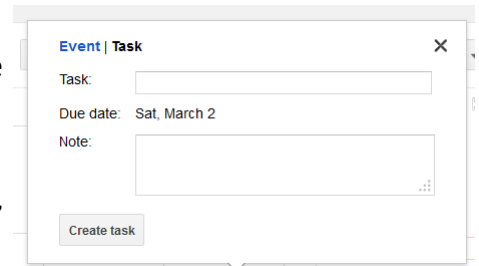 Event | Task
Task:
Due date: Sat, March 2
Note:
Create task